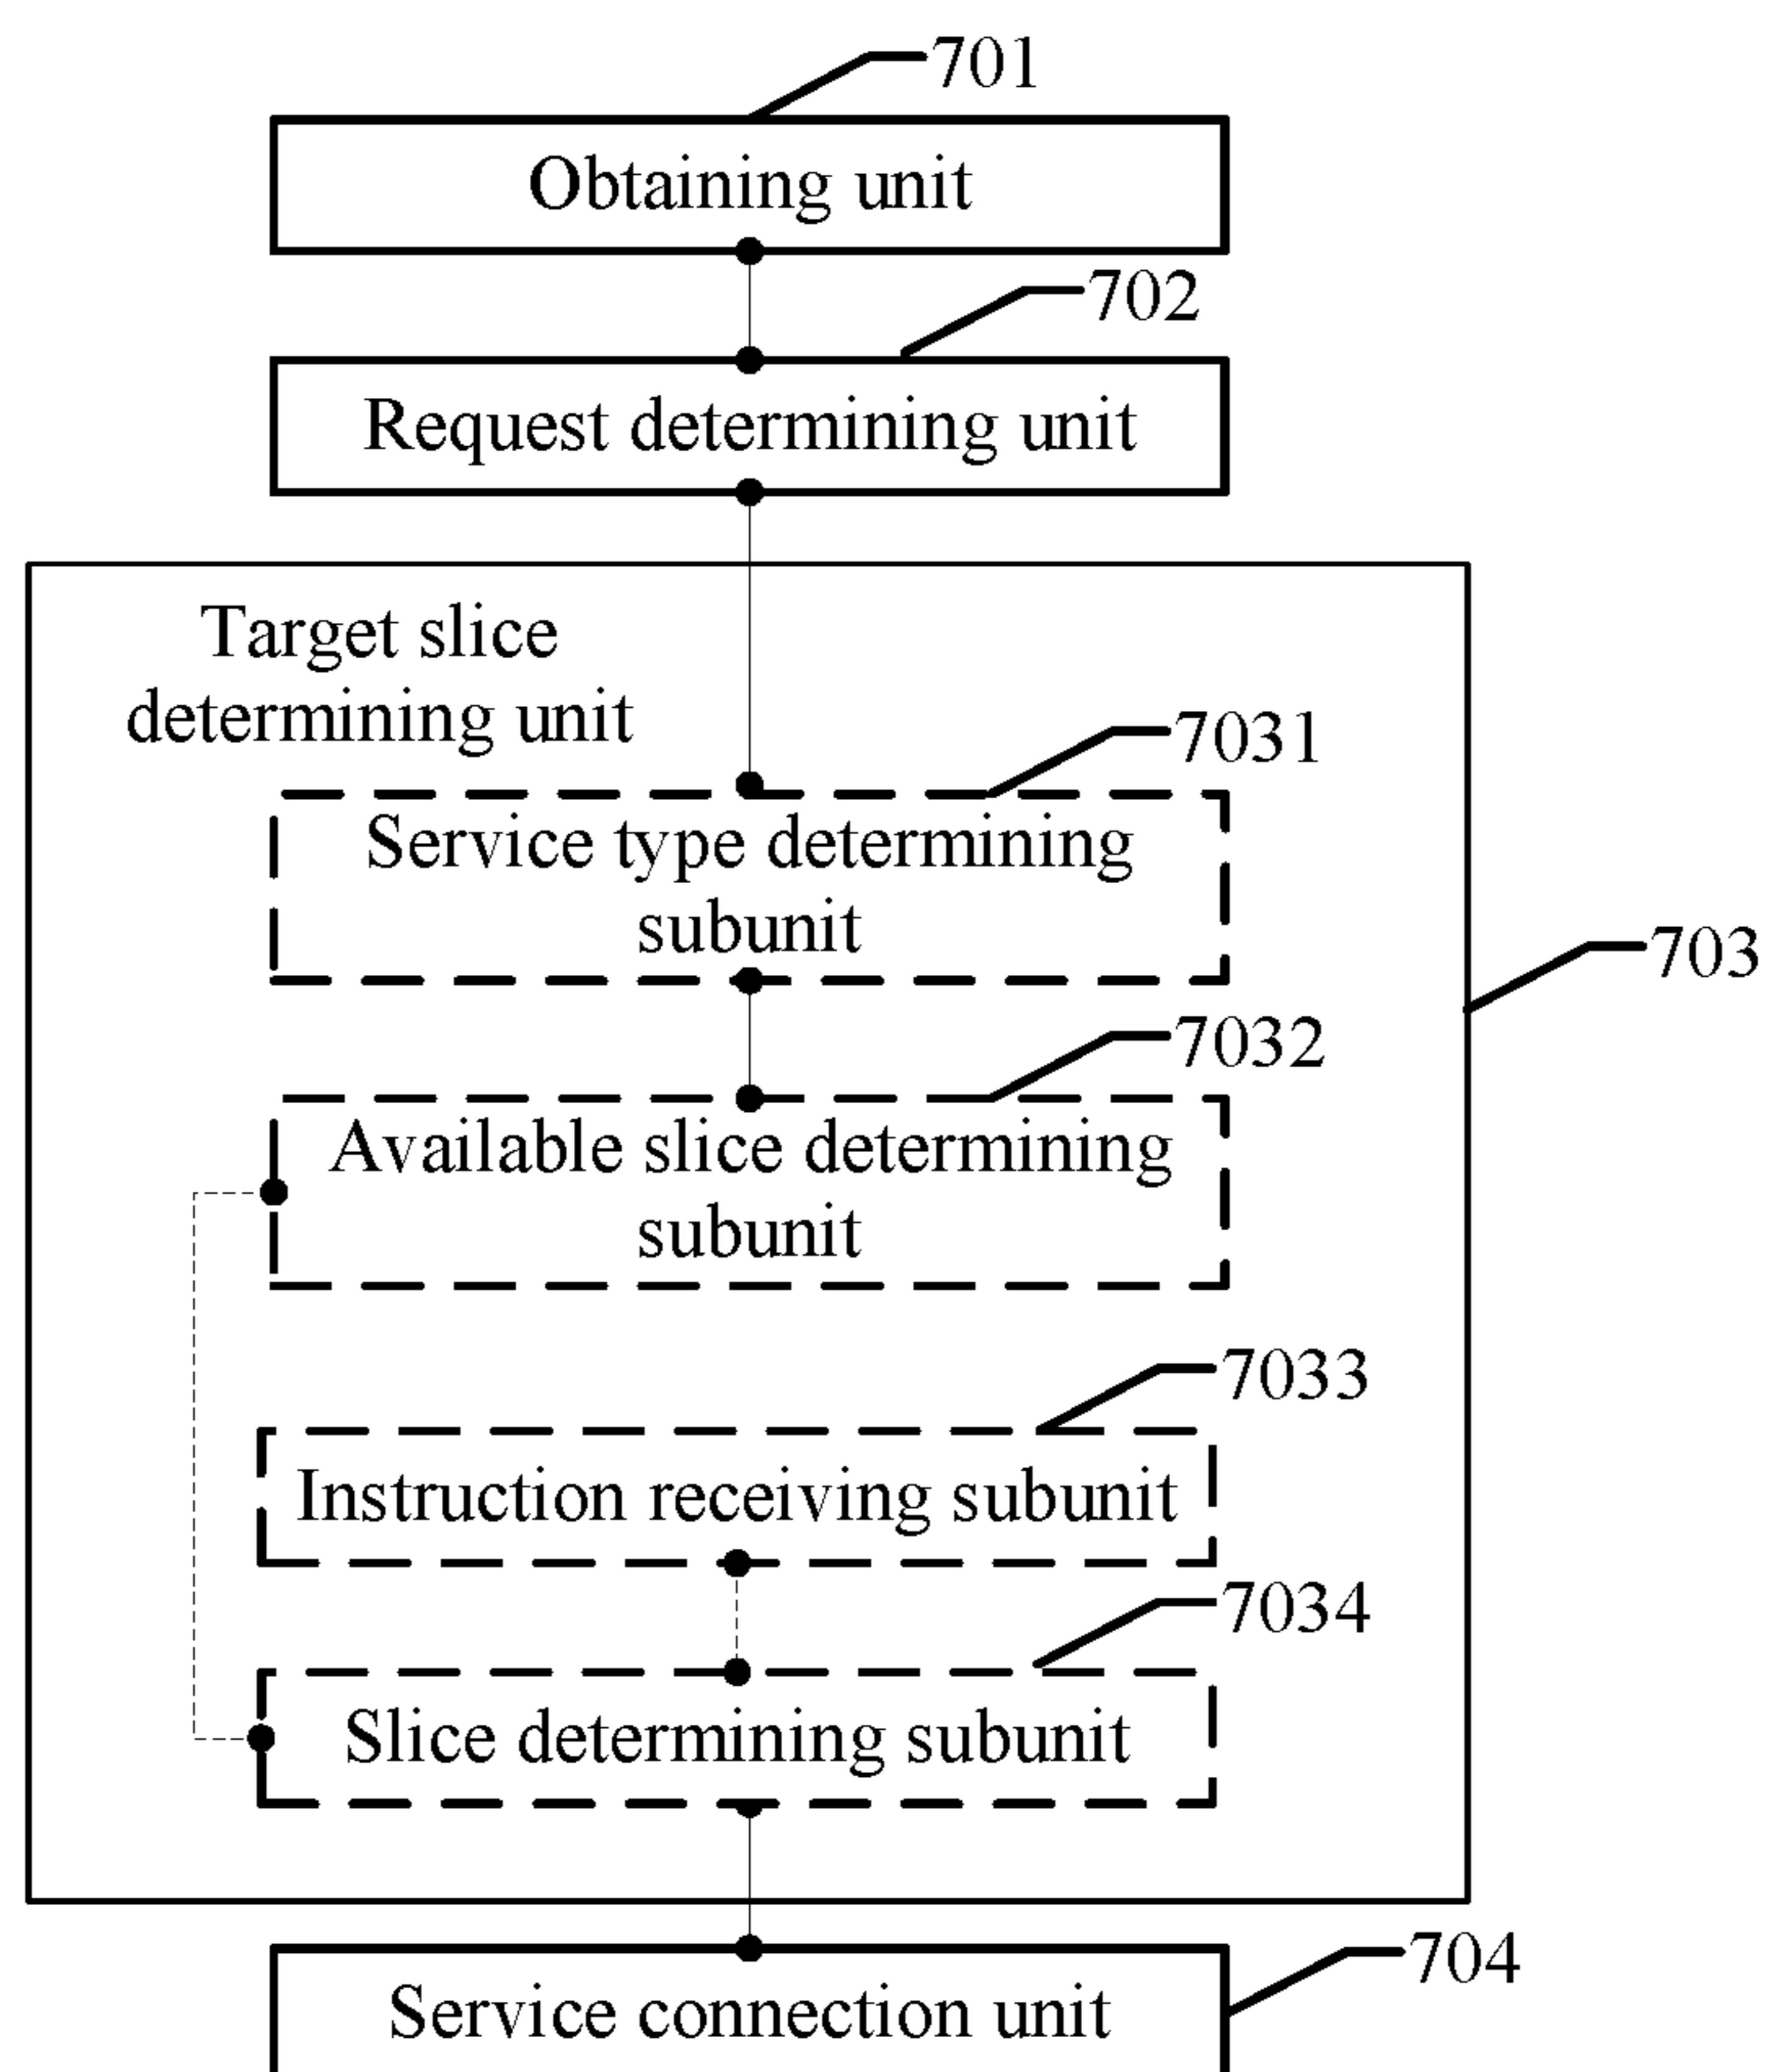 701
Obtaining unit
702
Request determining unit
Target slice
determining unit
7031
Service type determining
subunit
703
7032
Available slice determining
subunit
7033
Instruction receiving subunit
7034
Slice determining subunit
704
Service connection unit